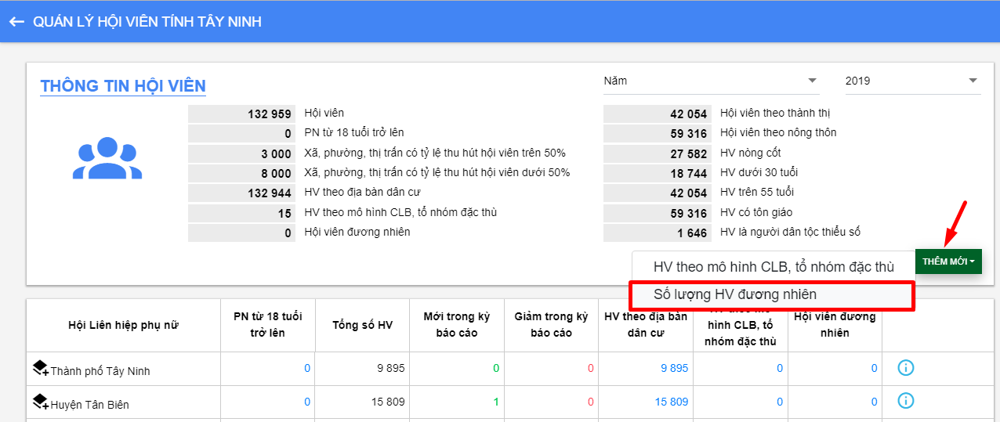 QUẢN LÝ HỘI VIÊN TỈNH TÂY NINH
THÔNG TIN HỘI VIÊN
Năm
2019
132 959 Hội viên
0 PN từ 18 tuổi trở lên
3 000 Xã, phường, thị trấn có tỷ lệ thu hút hội viên trên 50%
8 000 Xã, phường, thị trấn có tỷ lệ thu hút hội viên dưới 50%
132 944 HV theo địa bàn dân cư
15 HV theo mô hình CLB, tổ nhóm đặc thù
0 Hội viên đương nhiên
42 054 Hội viên theo thành thị
59 316 Hội viên theo nông thôn
27 582 HV nòng cốt
18 744 HV dưới 30 tuổi
42 054 HV trên 55 tuổi
59 316 HV có tôn giáo
1 646 HV là người dân tộc thiểu số
THÊM MỚI
HV theo mô hình CLB, tổ nhóm đặc thù
Số lượng HV đương nhiên
Hội Liên hiệp phụ nữ
PN từ 18 tuổi
trở lên
Tổng số HV
Mới trong kỳ
báo cáo
Giảm trong kỳ
báo cáo
HV theo địa bàn
dân cư
hình CLB, tổ
nhóm đặc thù
Hội viên đương
nhiên
Thành phố Tây Ninh 0 9 895 0 0 9 895 0 0
Huyện Tân Biên 0 15 809 1 0 15 809 0 0